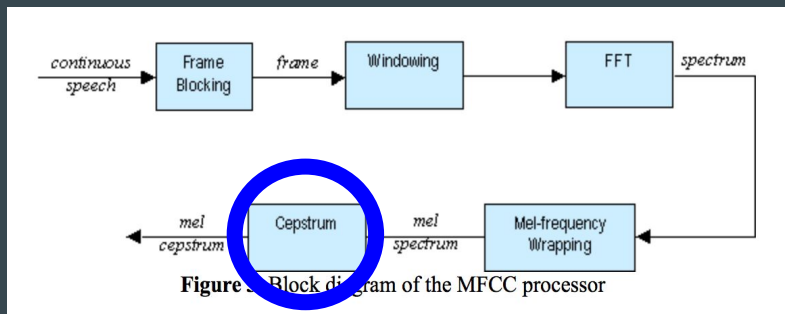 continuous
speech
Frame
Blocking
frame
Windowing
FFT
spectrum
mel
cepstrum
Cepstrum
mel
spectrum
Mel-frequency
Wrapping
Figure Block diagram of the MFCC processor